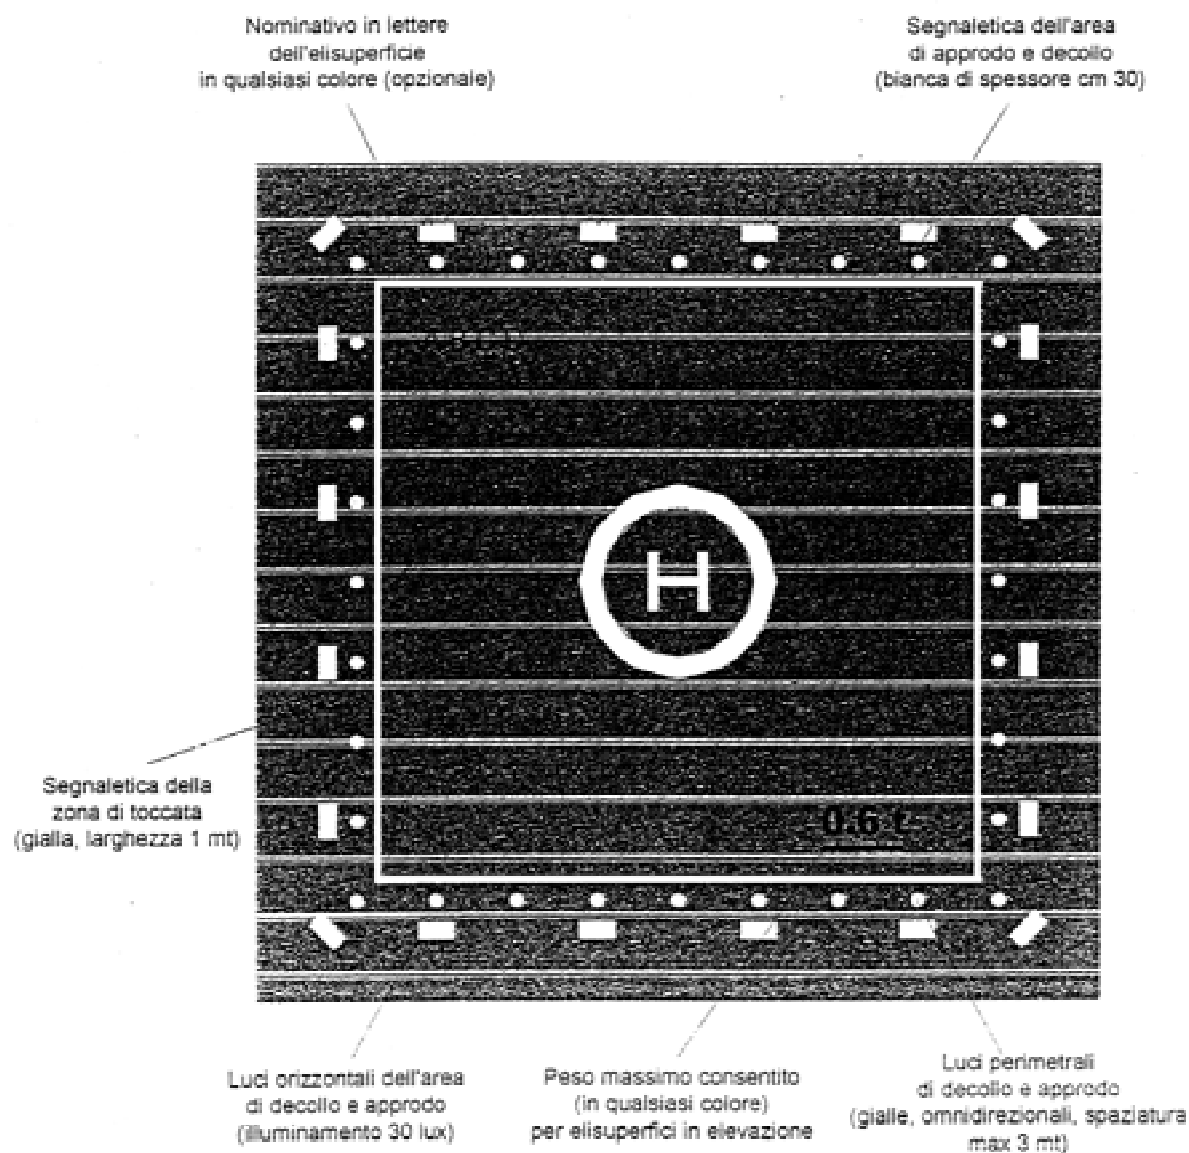 Nominativo in lettere
dell'elisuperficie
in qualsiasi colore (opzionale)
Segnaletica dell'area
di approdo e decollo
(bianca di spessore cm 30)
H
Segnaletica della
zona di toccata
(gialla, larghezza 1 mt)
0.6 t
Luci orizzontali dell'area
di decollo e approdo
(illuminamento 30 lux)
Peso massimo consentito
(in qualsiasi colore)
per elisuperfici in elevazione
Luci perimetrali
di decollo e approdo
(gialle, omnidirezionali, spaziatura
max 3 mt)